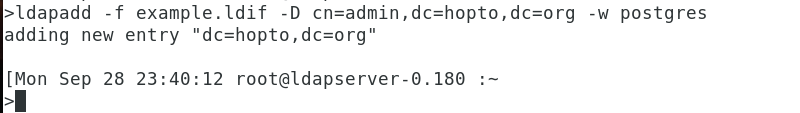 >ldapadd -f example.ldif -D cn=admin,dc=hopto,dc=org -w postgres
adding new entry "dc=hopto,dc=org"
[Mon Sep 28 23:40:12 root@ldapserver-0.180 :~
>